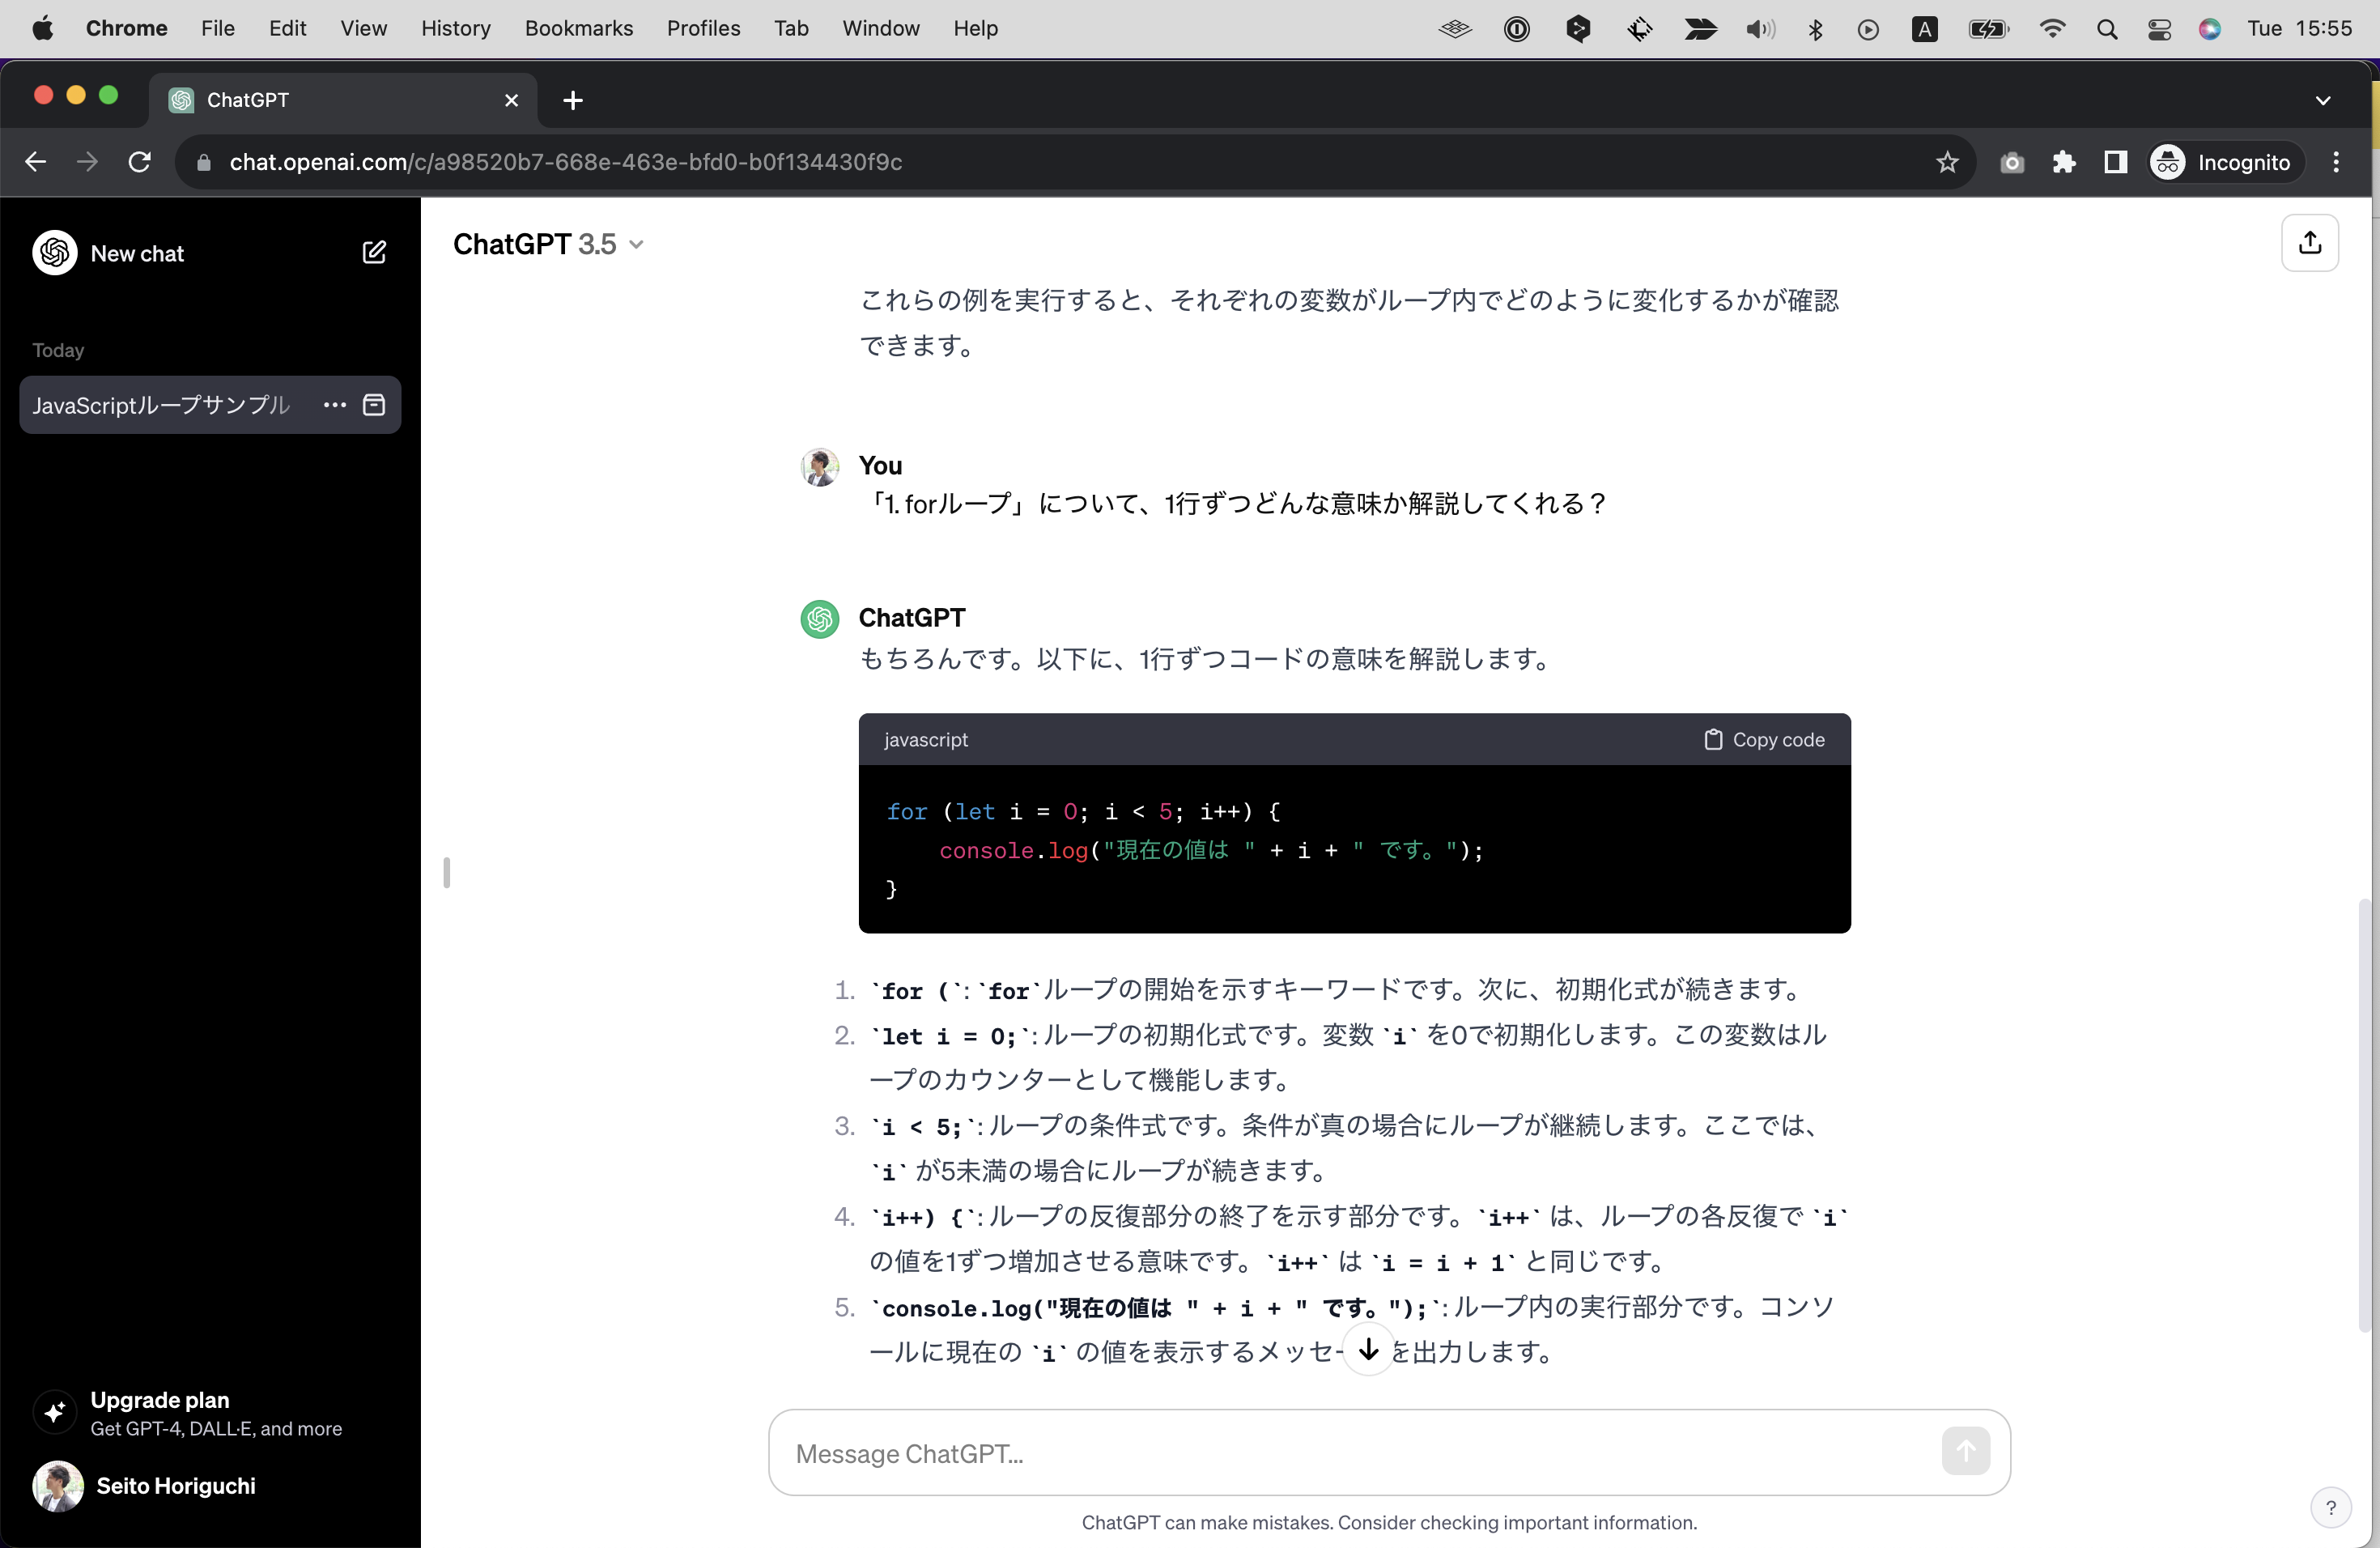 Chrome File Edit View History Bookmarks Profiles Tab Window Help A Tue 15:55
ChatGPT
chat.openai.com/c/a98520b7-668e-463e-bfd0-b0f134430f9c Incognito
New chat
Today
JavaScriptループサンプル
Upgrade plan
Get GPT-4, DALL·E, and more
Seito Horiguchi
ChatGPT 3.5
これらの例を実行すると、それぞれの変数がループ内でどのように変化するかが確認
できます。
You
「1. forループ」について、1行ずつどんな意味か解説してくれる？
ChatGPT
もちろんです。以下に、1行ずつコードの意味を解説します。
javascript Copy code
for (let i = 0; i < 5; i++) {
    console.log("現在の値は " + i + " です。");
}
1. `for (`: `for`ループの開始を示すキーワードです。次に、初期化式が続きます。
2. `let i = 0;`: ループの初期化式です。変数 `i` を0で初期化します。この変数はル
ープのカウンターとして機能します。
3. `i < 5;`: ループの条件式です。条件が真の場合にループが継続します。ここでは、
`i` が5未満の場合にループが続きます。
4. `i++) {`: ループの反復部分の終了を示す部分です。`i++` は、ループの各反復で `i`
の値を1ずつ増加させる意味です。`i++` は `i = i + 1` と同じです。
5. `console.log("現在の値は " + i + " です。");`: ループ内の実行部分です。コンソ
ールに現在の `i` の値を表示するメッセーを出力します。
Message ChatGPT...
ChatGPT can make mistakes. Consider checking important information.
?